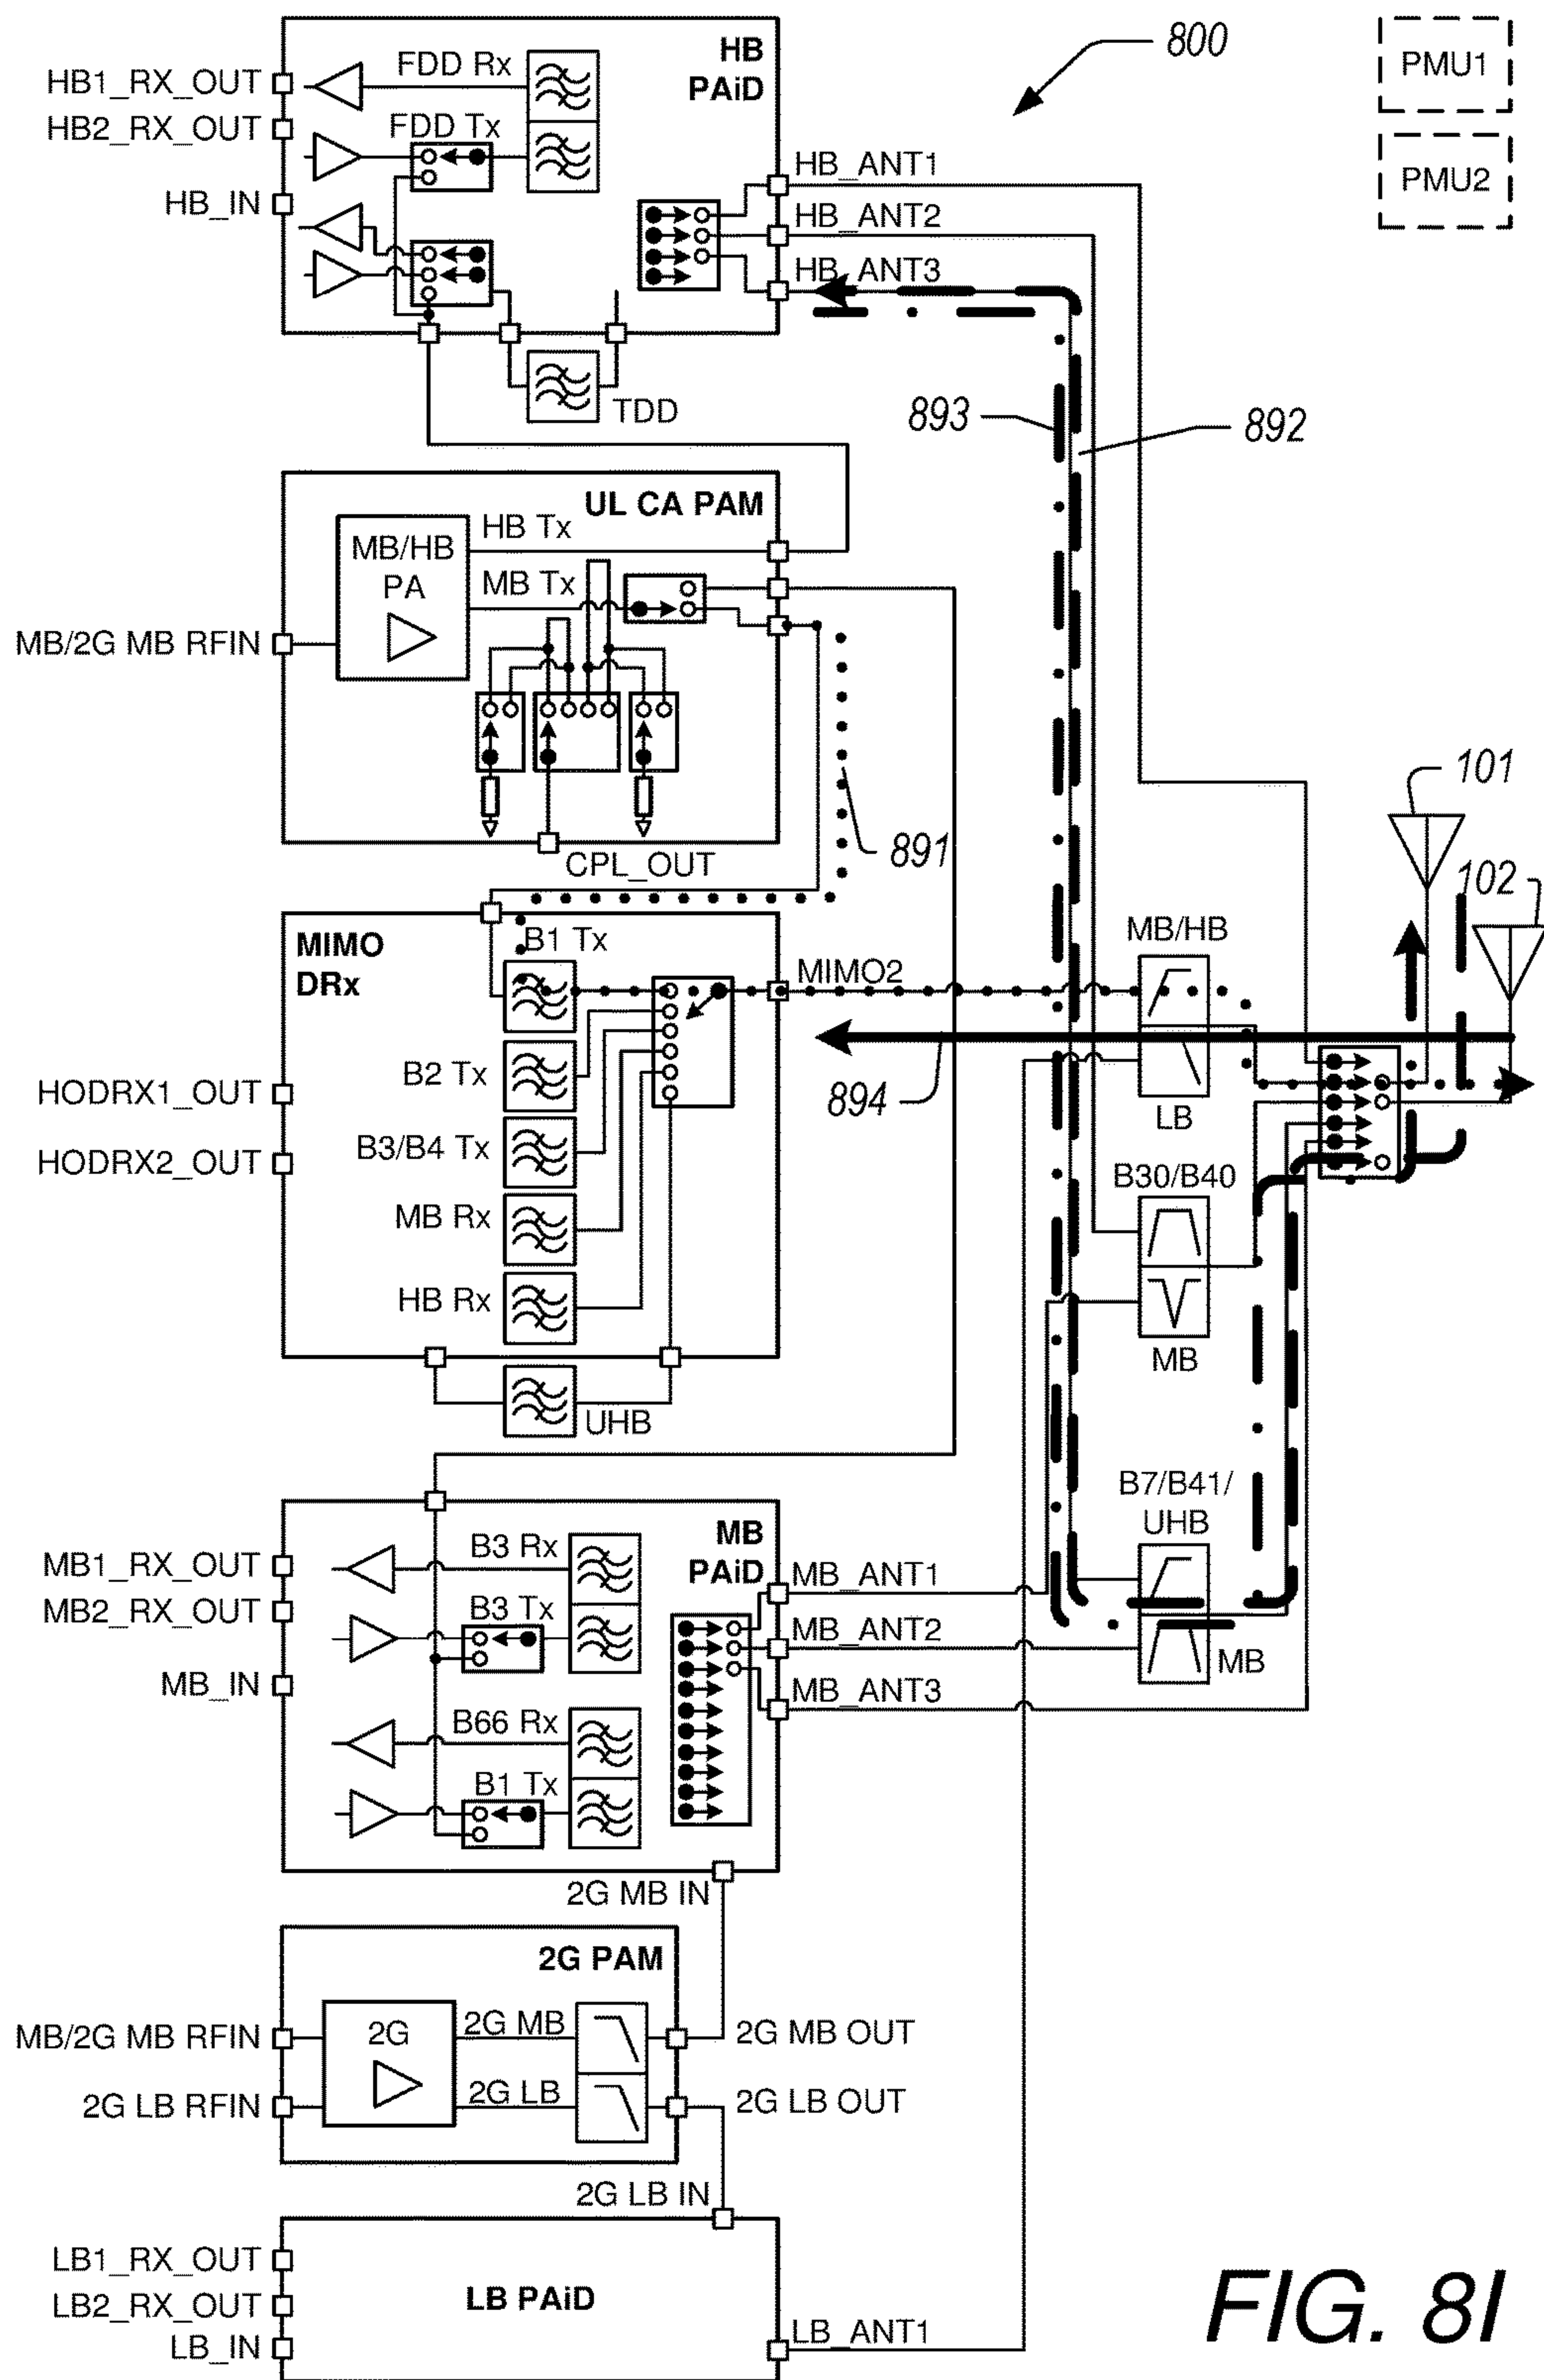 800
PMU1
PMU2
HB
PAiD
HB1_RX_OUT
FDD Rx
HB2_RX_OUT
FDD Tx
HB_IN
HB_ANT1
HB_ANT2
HB_ANT3
TDD
893
892
UL CA PAM
HB Tx
MB/HB
PA
MB Tx
MB/2G MB RFIN
CPL_OUT
891
101
102
MIMO
DRx
B1 Tx
MIMO2
MB/HB
B2 Tx
HODRX1_OUT
894
LB
B3/B4 Tx
HODRX2_OUT
B30/B40
MB Rx
HB Rx
MB
UHB
B7/B41/
UHB
MB
PAiD
B3 Rx
MB1_RX_OUT
MB_ANT1
MB2_RX_OUT
B3 Tx
MB_ANT2
MB
MB_IN
MB_ANT3
B66 Rx
B1 Tx
2G MB IN
2G PAM
MB/2G MB RFIN
2G
2G MB
2G MB OUT
2G LB RFIN
2G LB
2G LB OUT
2G LB IN
LB1_RX_OUT
LB2_RX_OUT
LB PAiD
LB_IN
LB_ANT1
FIG. 8I